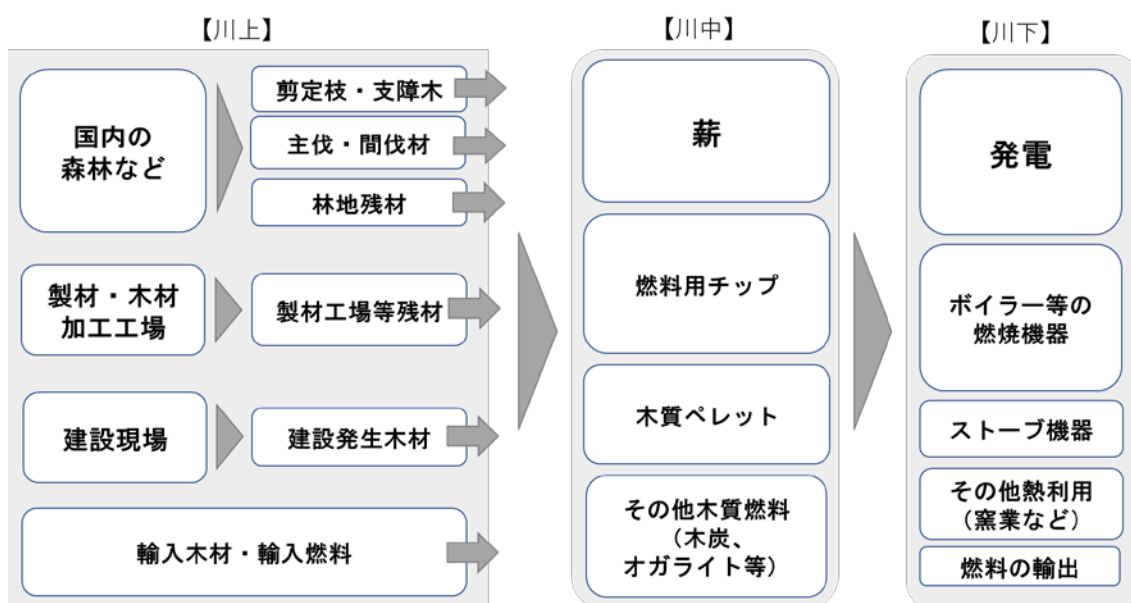 【川上】
国内の
森林など
剪定枝・支障木
主伐・間伐材
林地残材
製材・木材
加工工場
製材工場等残材
建設現場
建設発生木材
輸入木材・輸入燃料
【川中】
薪
燃料用チップ
木質ペレット
その他木質燃料
（木炭、
オガライト等）
【川下】
発電
ボイラー等の
燃焼機器
ストーブ機器
その他熱利用
（窯業など）
燃料の輸出